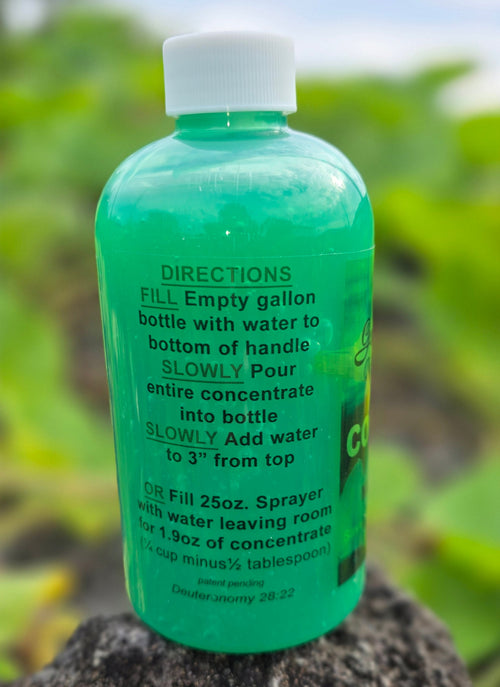 DIRECTIONS
FILL Empty gallon
bottle with water to
bottom of handle
SLOWLY Pour
entire concentrate
into bottle
SLOWLY Add water
to 3” from top
OR Fill 25oz. Sprayer
with water leaving room
for 1.9oz of concentrate
(¼ cup minus½ tablespoon)
patent pending
Deuteronomy 28:22